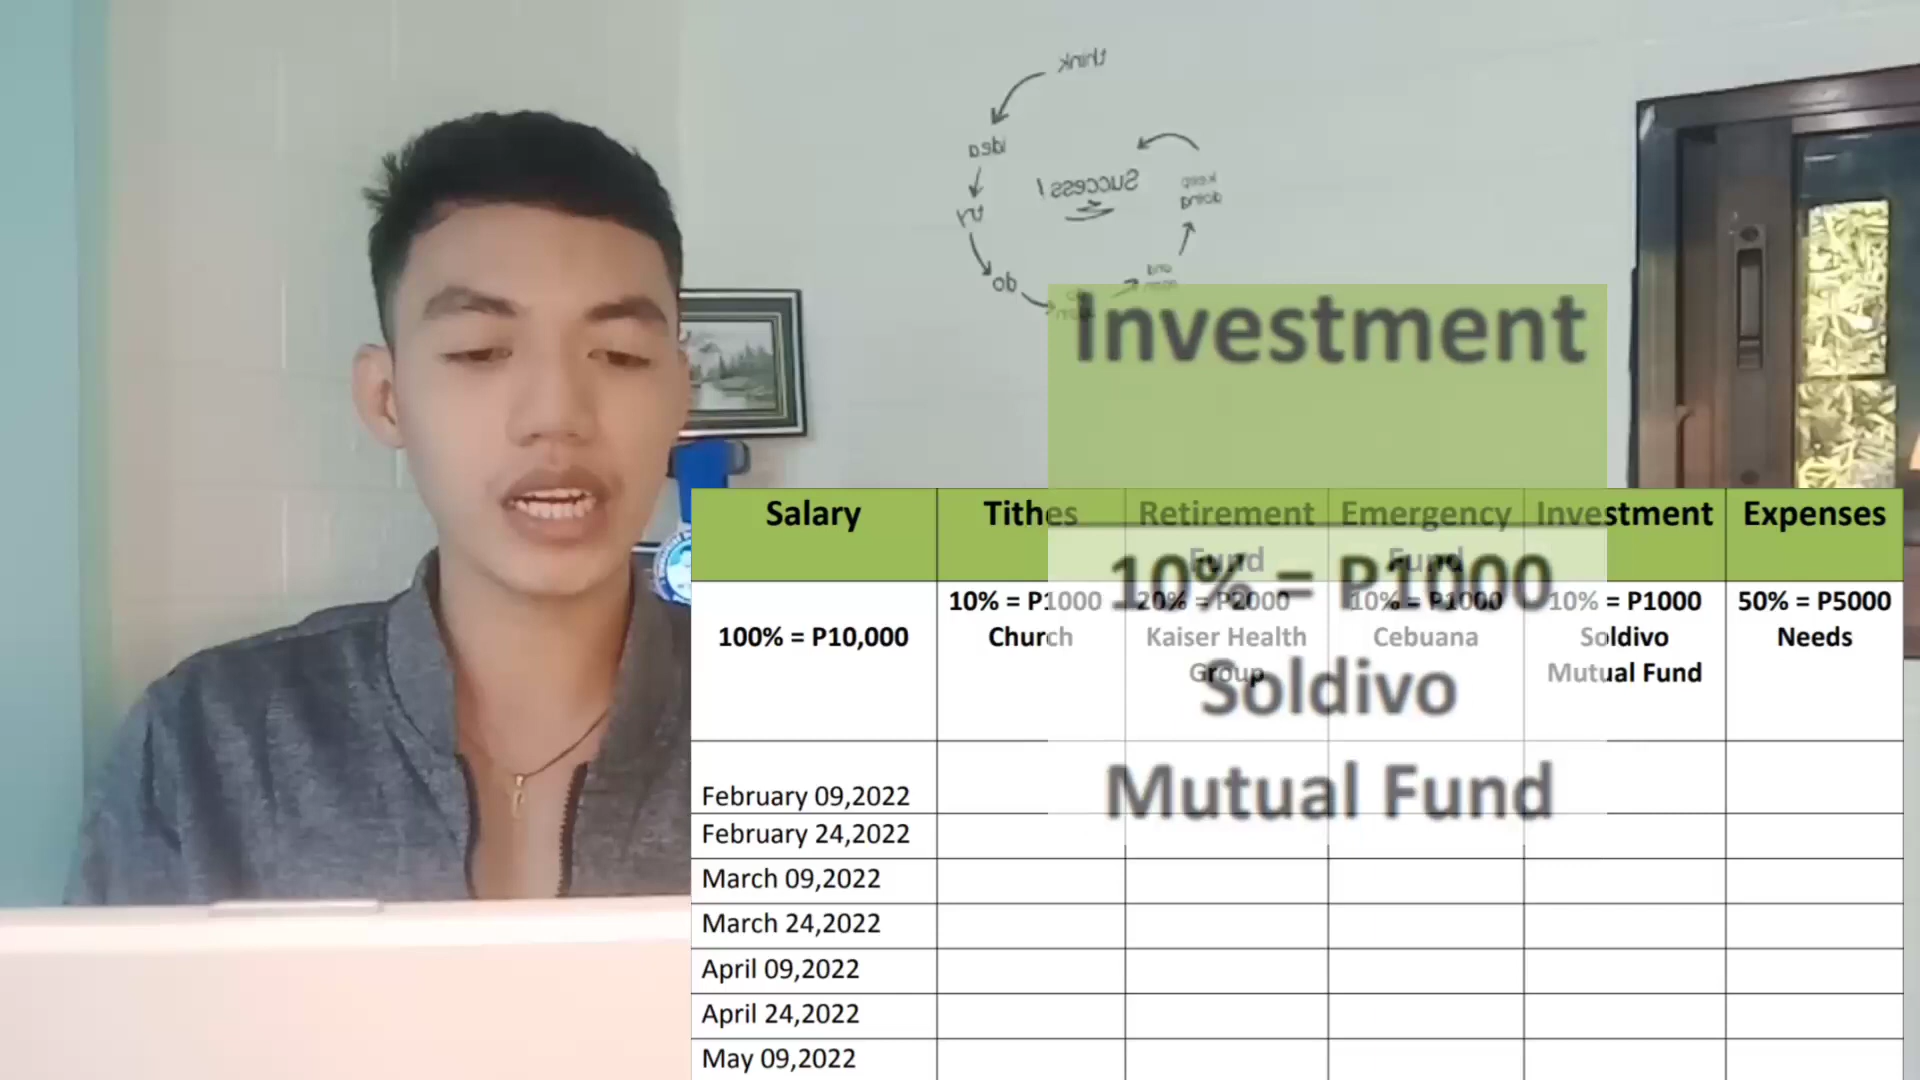 think
idea
try
do
Success!
keep
doing
and
Investment
10% = P1000
Soldivo
Mutual Fund
Salary Tithes Retirement Fund Emergency Fund Investment Expenses
100% = P10,000
10% = P1000
Church
20% = P2000
Kaiser Health
Group
10% = P1000
Cebuana
10% = P1000
Soldivo
Mutual Fund
50% = P5000
Needs
February 09,2022
February 24,2022
March 09,2022
March 24,2022
April 09,2022
April 24,2022
May 09,2022